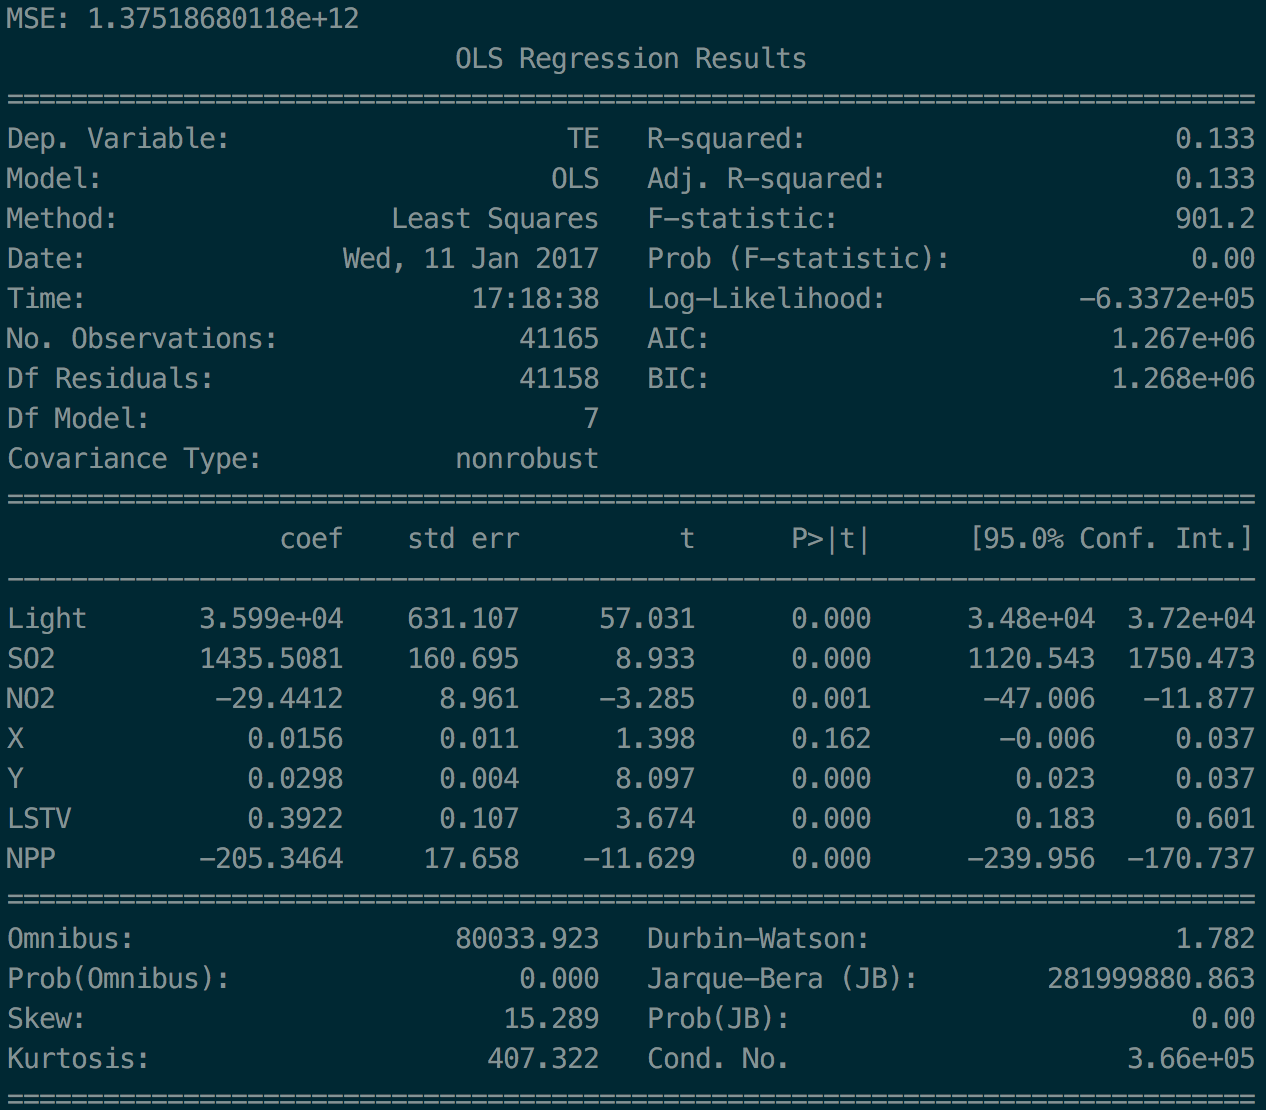 MSE: 1.37518680118e+12
OLS Regression Results
==============================================================================
Dep. Variable:                     TE   R-squared:                       0.133
Model:                            OLS   Adj. R-squared:                  0.133
Method:                 Least Squares   F-statistic:                     901.2
Date:                Wed, 11 Jan 2017   Prob (F-statistic):               0.00
Time:                        17:18:38   Log-Likelihood:            -6.3372e+05
No. Observations:               41165   AIC:                         1.267e+06
Df Residuals:                   41158   BIC:                         1.268e+06
Df Model:                           7
Covariance Type:            nonrobust
==============================================================================
                 coef    std err          t      P>|t|      [95.0% Conf. Int.]
------------------------------------------------------------------------------
Light       3.599e+04    631.107     57.031      0.000      3.48e+04  3.72e+04
SO2         1435.5081    160.695      8.933      0.000      1120.543  1750.473
NO2          -29.4412      8.961     -3.285      0.001       -47.006   -11.877
X              0.0156      0.011      1.398      0.162        -0.006     0.037
Y              0.0298      0.004      8.097      0.000         0.023     0.037
LSTV           0.3922      0.107      3.674      0.000         0.183     0.601
NPP         -205.3464     17.658    -11.629      0.000      -239.956  -170.737
==============================================================================
Omnibus:                    80033.923   Durbin-Watson:                   1.782
Prob(Omnibus):                  0.000   Jarque-Bera (JB):        281999880.863
Skew:                          15.289   Prob(JB):                         0.00
Kurtosis:                     407.322   Cond. No.                     3.66e+05
==============================================================================